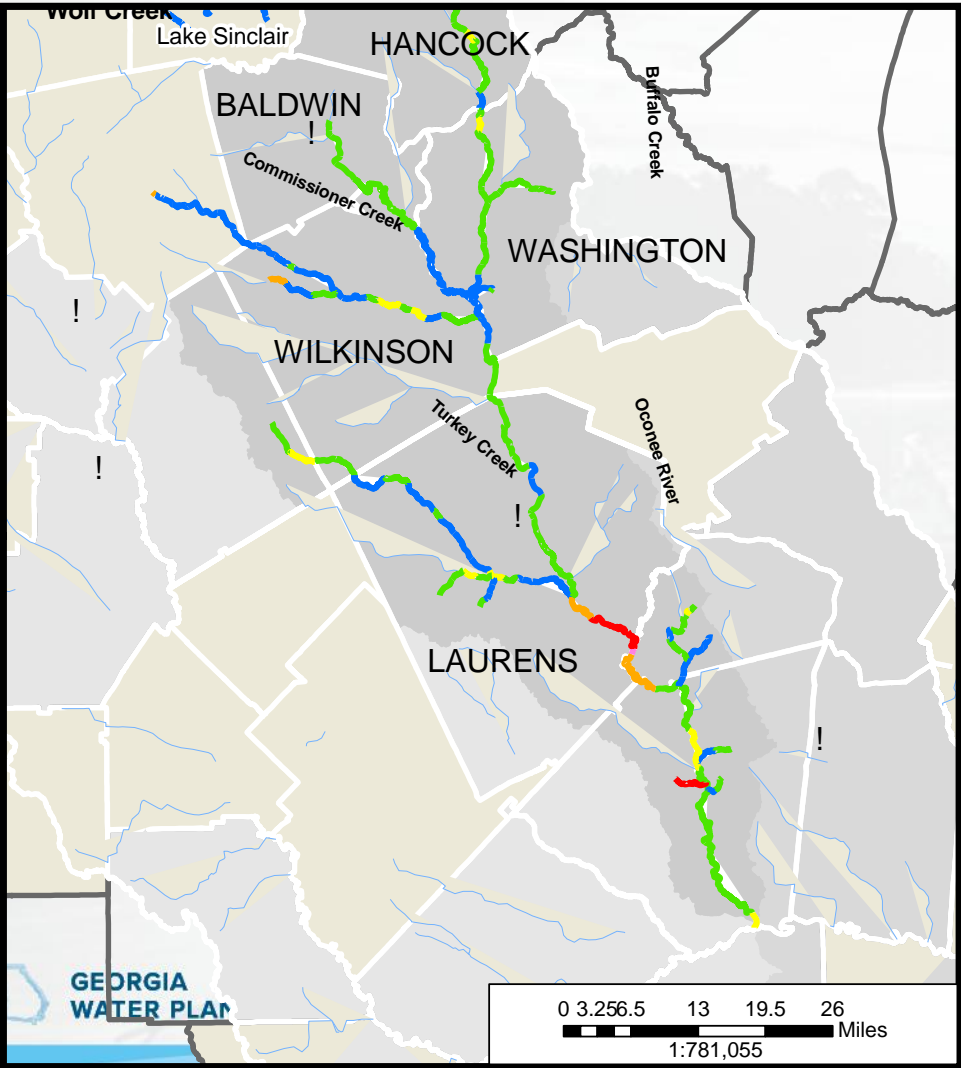 Wolf Creek
Lake Sinclair
HANCOCK
BALDWIN
!
Buffalo Creek
Commissioner Creek
WASHINGTON
!
WILKINSON
Turkey Creek
Oconee River
!
!
LAURENS
!
GEORGIA
WATER PLAN
0 3.25 6.5 13 19.5 26
Miles
1:781,055